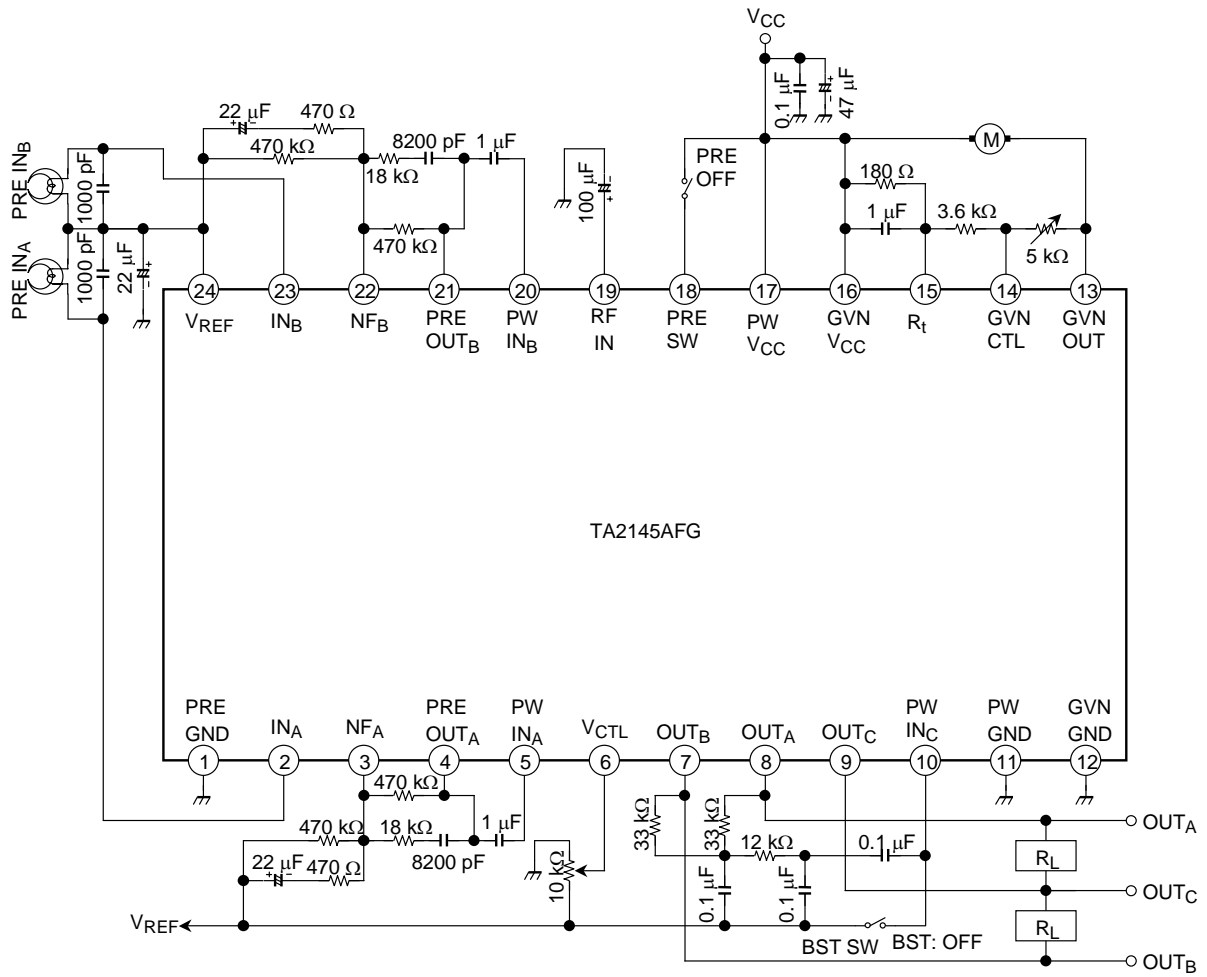 VCC
0.1 μF
47 μF
22 μF
470 Ω
470 kΩ
8200 pF
1 μF
18 kΩ
470 kΩ
PRE INB
1000 pF
PRE INA
1000 pF
22 μF
100 μF
PRE
OFF
M
180 Ω
1 μF
3.6 kΩ
5 kΩ
24
23
22
21
20
19
18
17
16
15
14
13
VREF
INB
NFB
PRE
OUTB
PW
INB
RF
IN
PRE
SW
PW
VCC
GVN
VCC
Rt
GVN
CTL
GVN
OUT
TA2145AFG
PRE
GND
INA
NFA
PRE
OUTA
PW
INA
VCTL
OUTB
OUTA
OUTC
PW
INC
PW
GND
GVN
GND
1
2
3
4
5
6
7
8
9
10
11
12
470 kΩ
470 kΩ
18 kΩ
8200 pF
1 μF
22 μF
470 Ω
10 kΩ
33 kΩ
33 kΩ
12 kΩ
0.1 μF
0.1 μF
0.1 μF
VREF
BST SW
BST: OFF
RL
RL
OUTA
OUTC
OUTB